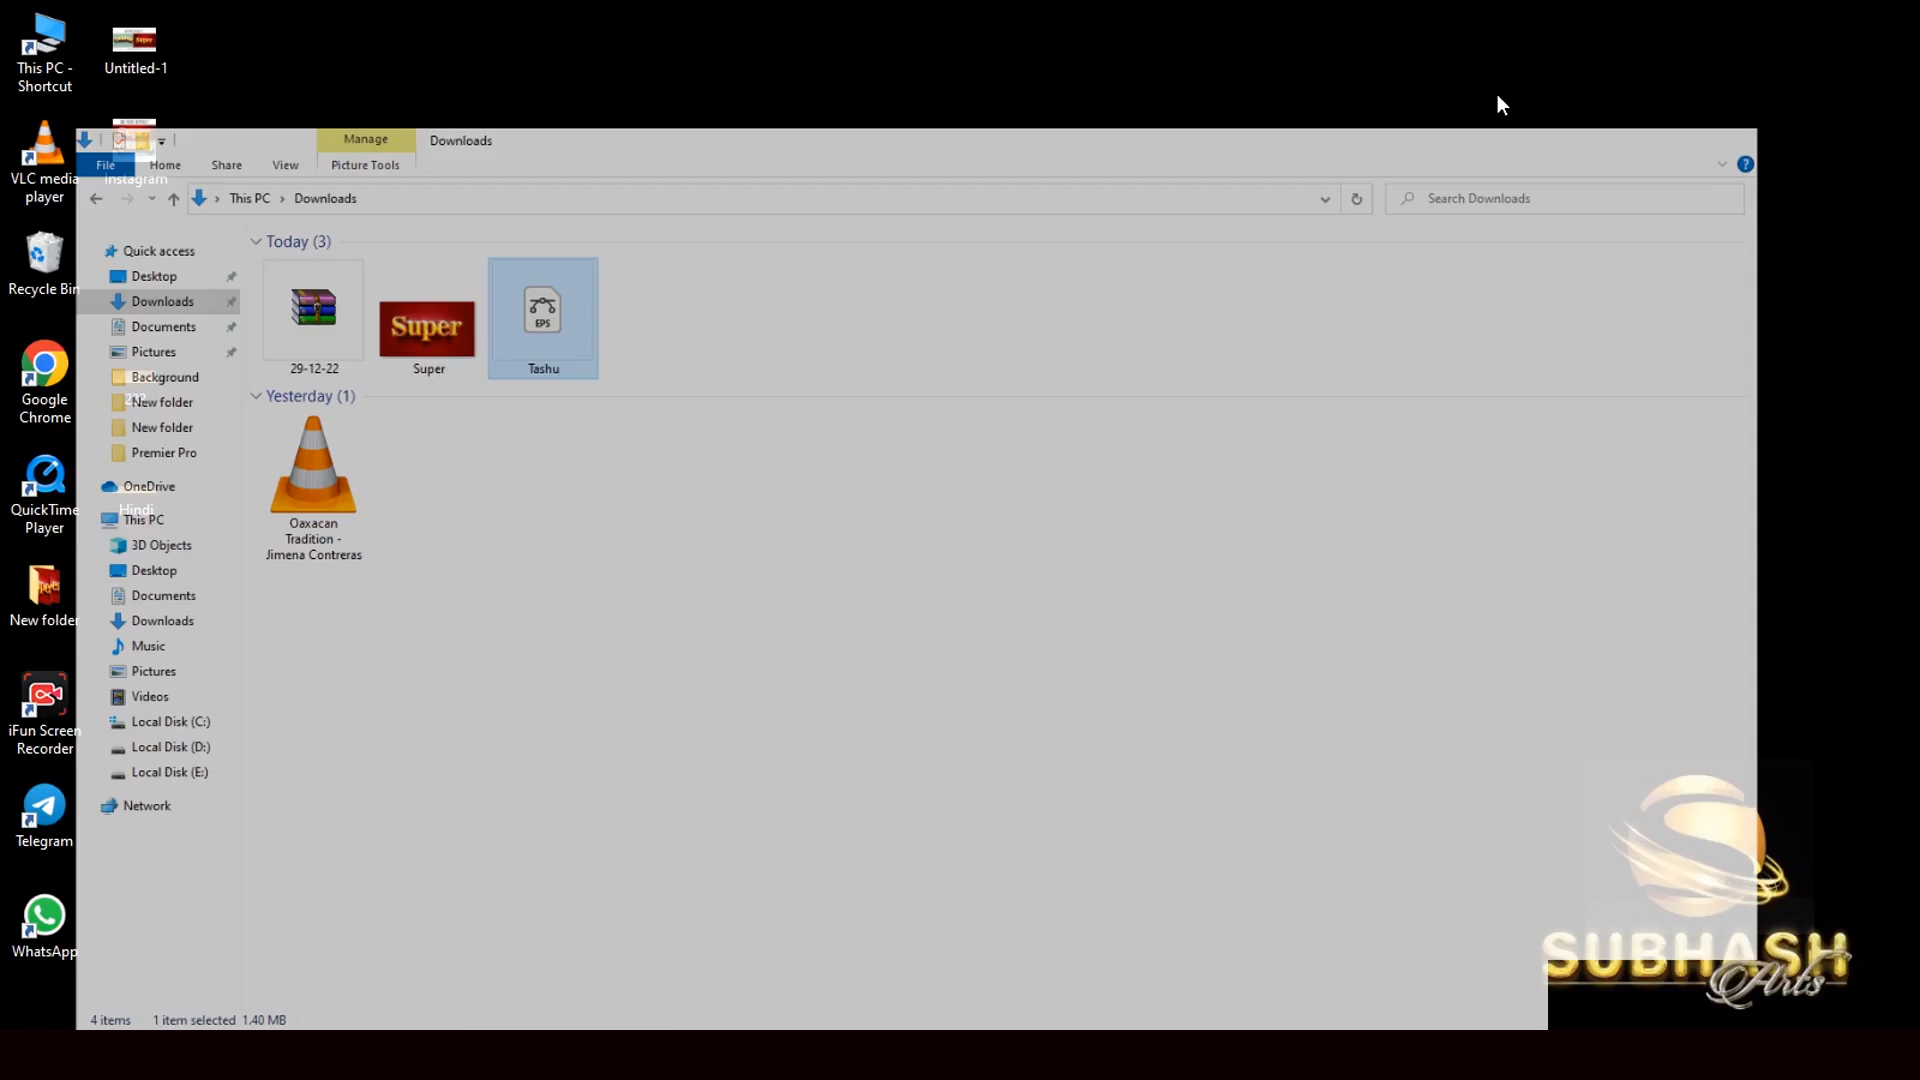 This PC -
Shortcut
Untitled-1
VLC media
player
Instagram
Recycle Bin
Google
Chrome
QuickTime
Player
Hindi
New folder
iFun Screen
Recorder
Telegram
WhatsApp
Manage
Downloads
File
Home
Share
View
Picture Tools
This PC
Downloads
Search Downloads
Quick access
Desktop
Downloads
Documents
Pictures
Background
New folder
New folder
Premier Pro
OneDrive
This PC
3D Objects
Desktop
Documents
Downloads
Music
Pictures
Videos
Local Disk (C:)
Local Disk (D:)
Local Disk (E:)
Network
Today (3)
29-12-22
Super
Super
EPS
Tashu
Yesterday (1)
Oaxacan
Tradition -
Jimena Contreras
4 items
1 item selected
1.40 MB
SUBHASH
Arts